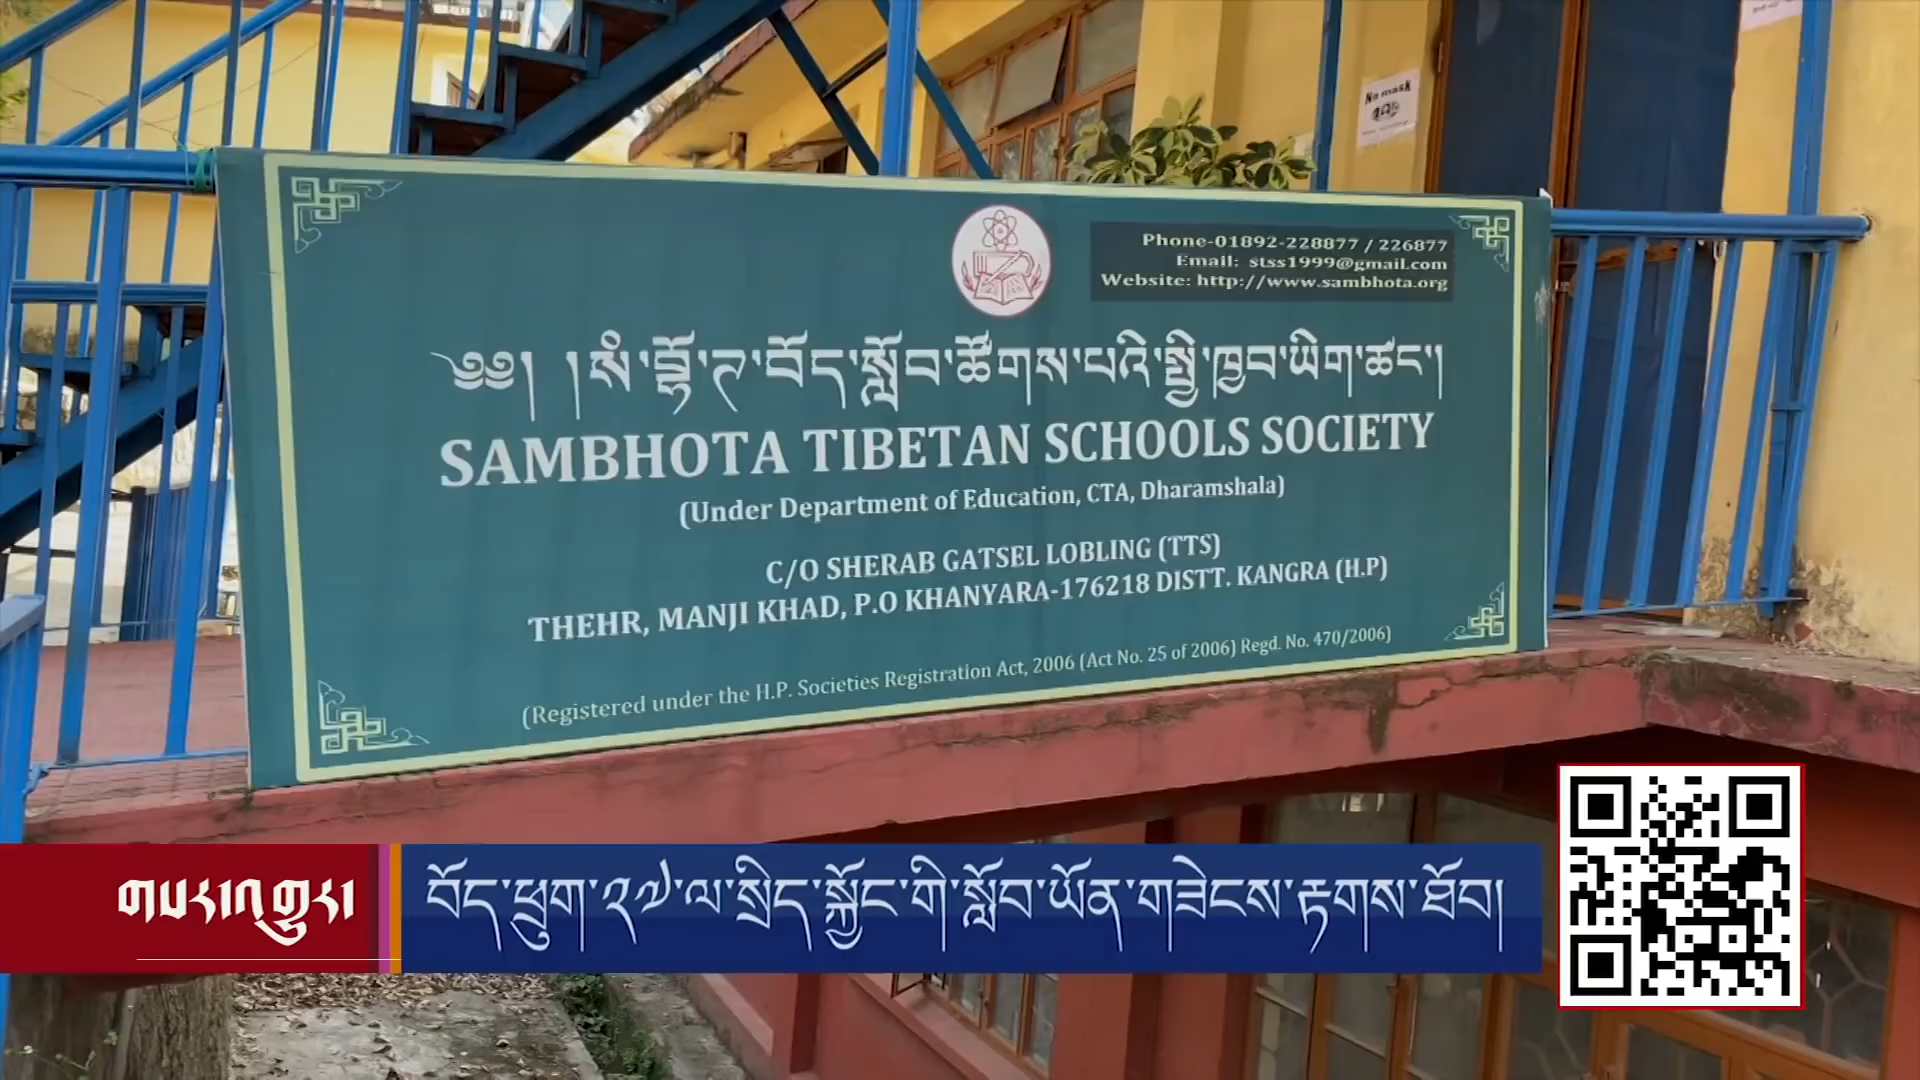 No mask
Phone-01892-228877 / 226877
Email: stss1999@gmail.com
Website: http://www.sambhota.org
༄༅། །སཾ་བྷོ་ཊ་བོད་སློབ་ཚོགས་པའི་སྤྱི་ཁྱབ་ཡིག་ཚང་།
SAMBHOTA TIBETAN SCHOOLS SOCIETY
(Under Department of Education, CTA, Dharamshala)
C/O SHERAB GATSEL LOBLING (TTS)
THEHR, MANJI KHAD, P.O KHANYARA-176218 DISTT. KANGRA (H.P)
(Registered under the H.P. Societies Registration Act, 2006 (Act No. 25 of 2006) Regd. No. 470/2006)
གསར་འགྱུར།
བོད་ཕྲུག་༢༧་ལ་སྲིད་སྐྱོང་གི་སློབ་ཡོན་གཟེངས་རྟགས་ཐོབ།